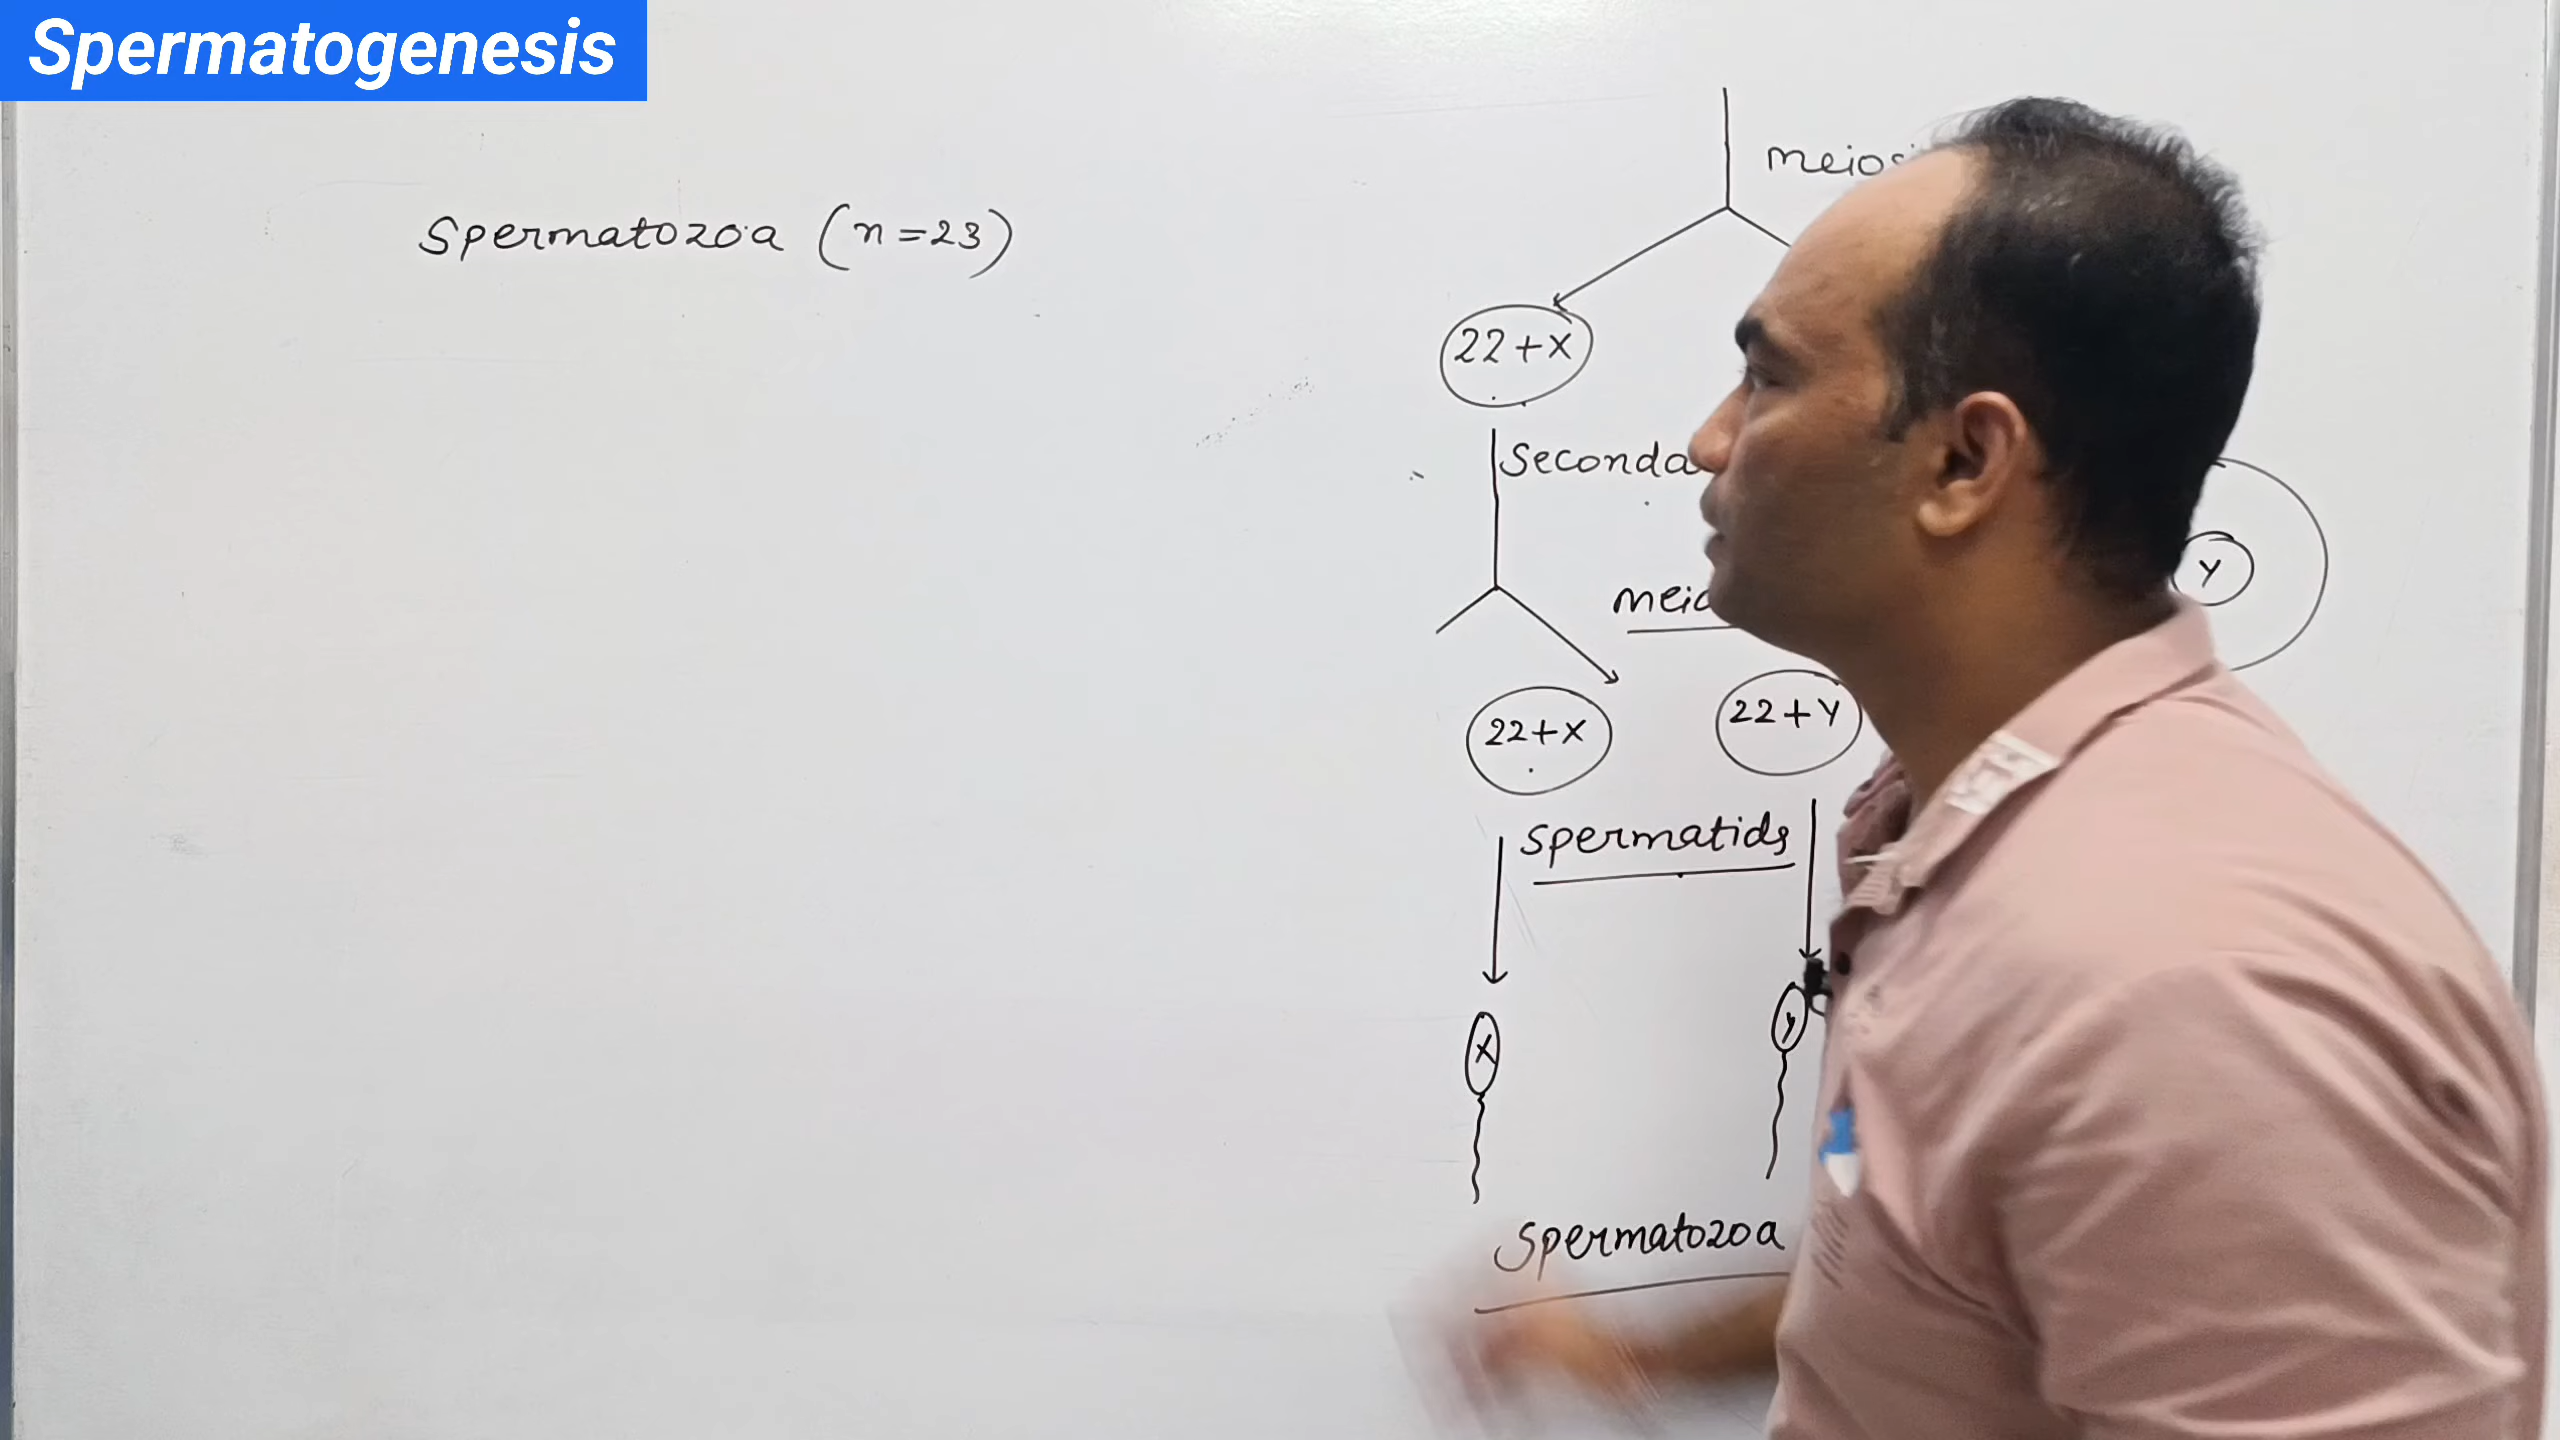 Spermatogenesis
Spermatozoa (n=23)
22+X
Y
22+X
22+Y
spermatids
X
Y
Spermatozoa